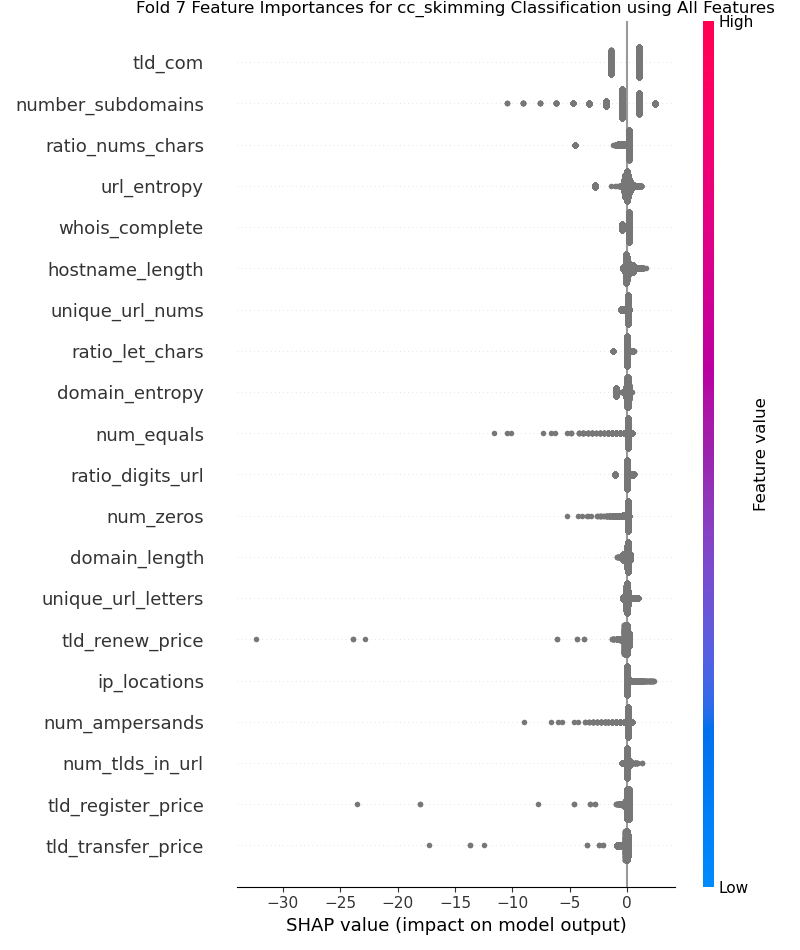 Fold 7 Feature Importances for cc_skimming Classification using All Features
High
tld_com
number_subdomains
ratio_nums_chars
url_entropy
whois_complete
hostname_length
unique_url_nums
ratio_let_chars
domain_entropy
num_equals
ratio_digits_url
num_zeros
domain_length
unique_url_letters
tld_renew_price
ip_locations
num_ampersands
num_tlds_in_url
tld_register_price
tld_transfer_price
Feature value
Low
−30 −25 −20 −15 −10 −5 0
SHAP value (impact on model output)